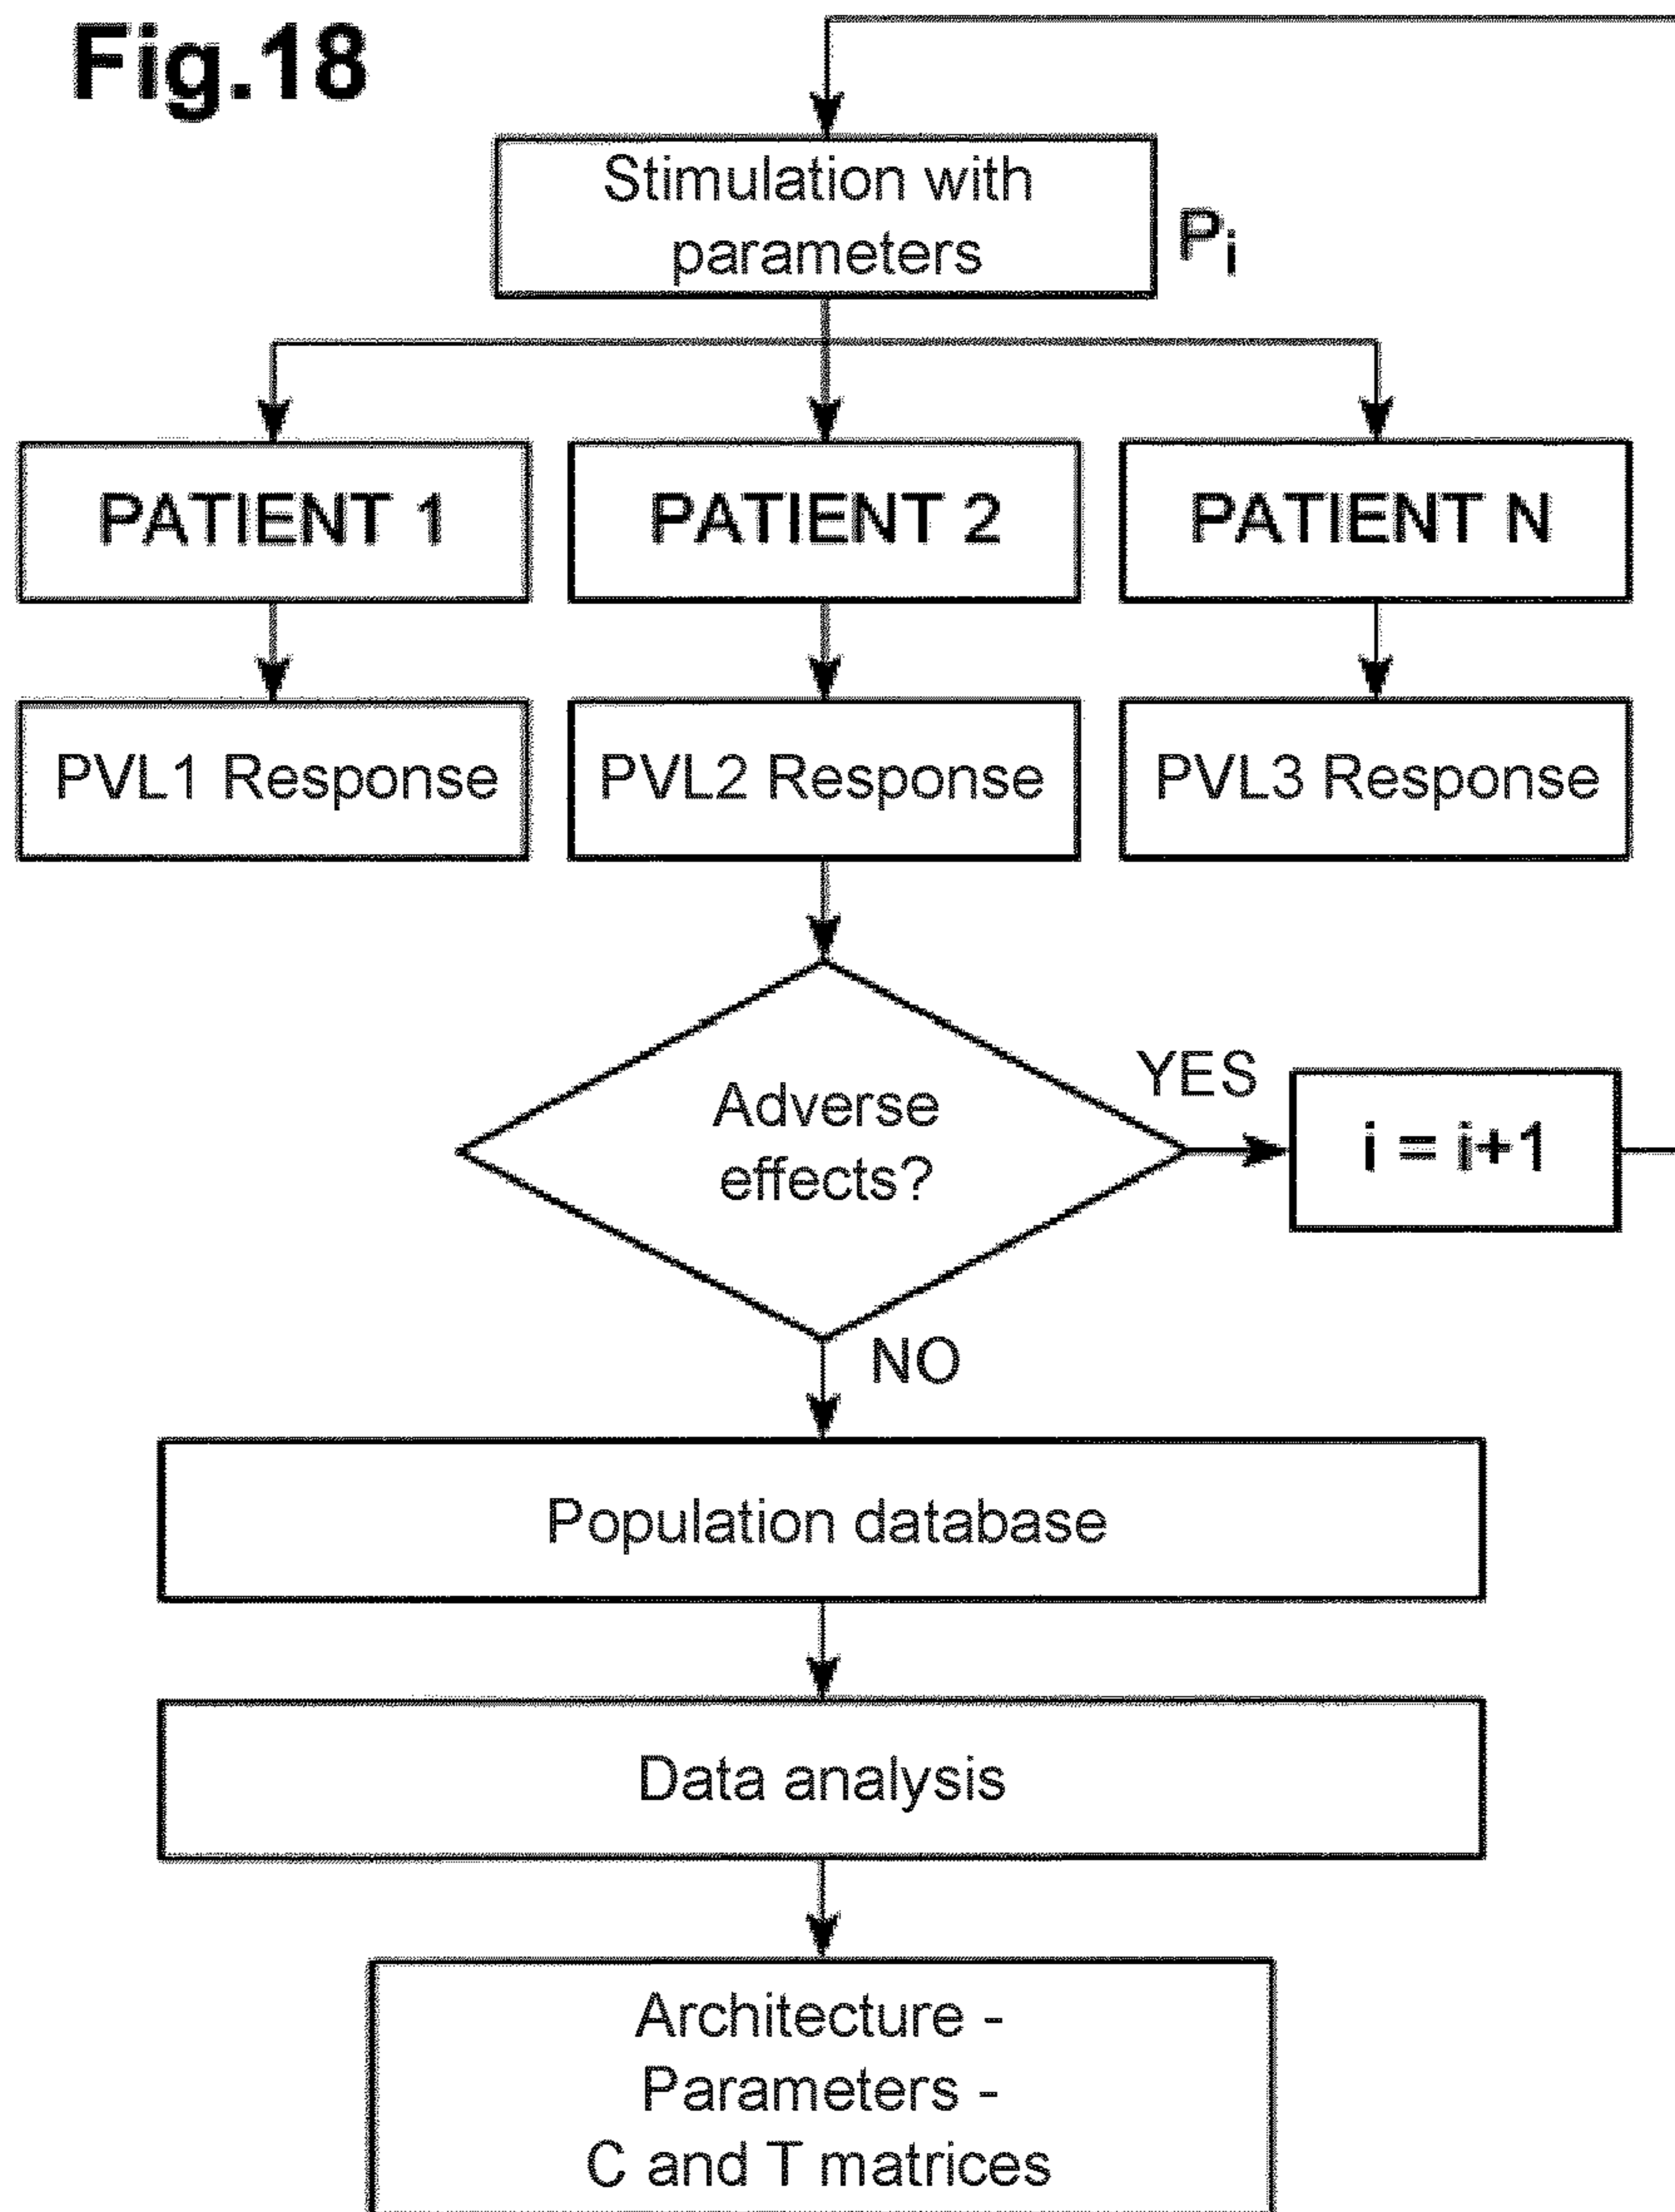 Fig.18
Stimulation with
parameters
Pi
PATIENT 1
PATIENT 2
PATIENT N
PVL1 Response
PVL2 Response
PVL3 Response
Adverse
effects?
YES
i = i+1
NO
Population database
Data analysis
Architecture -
Parameters -
C and T matrices